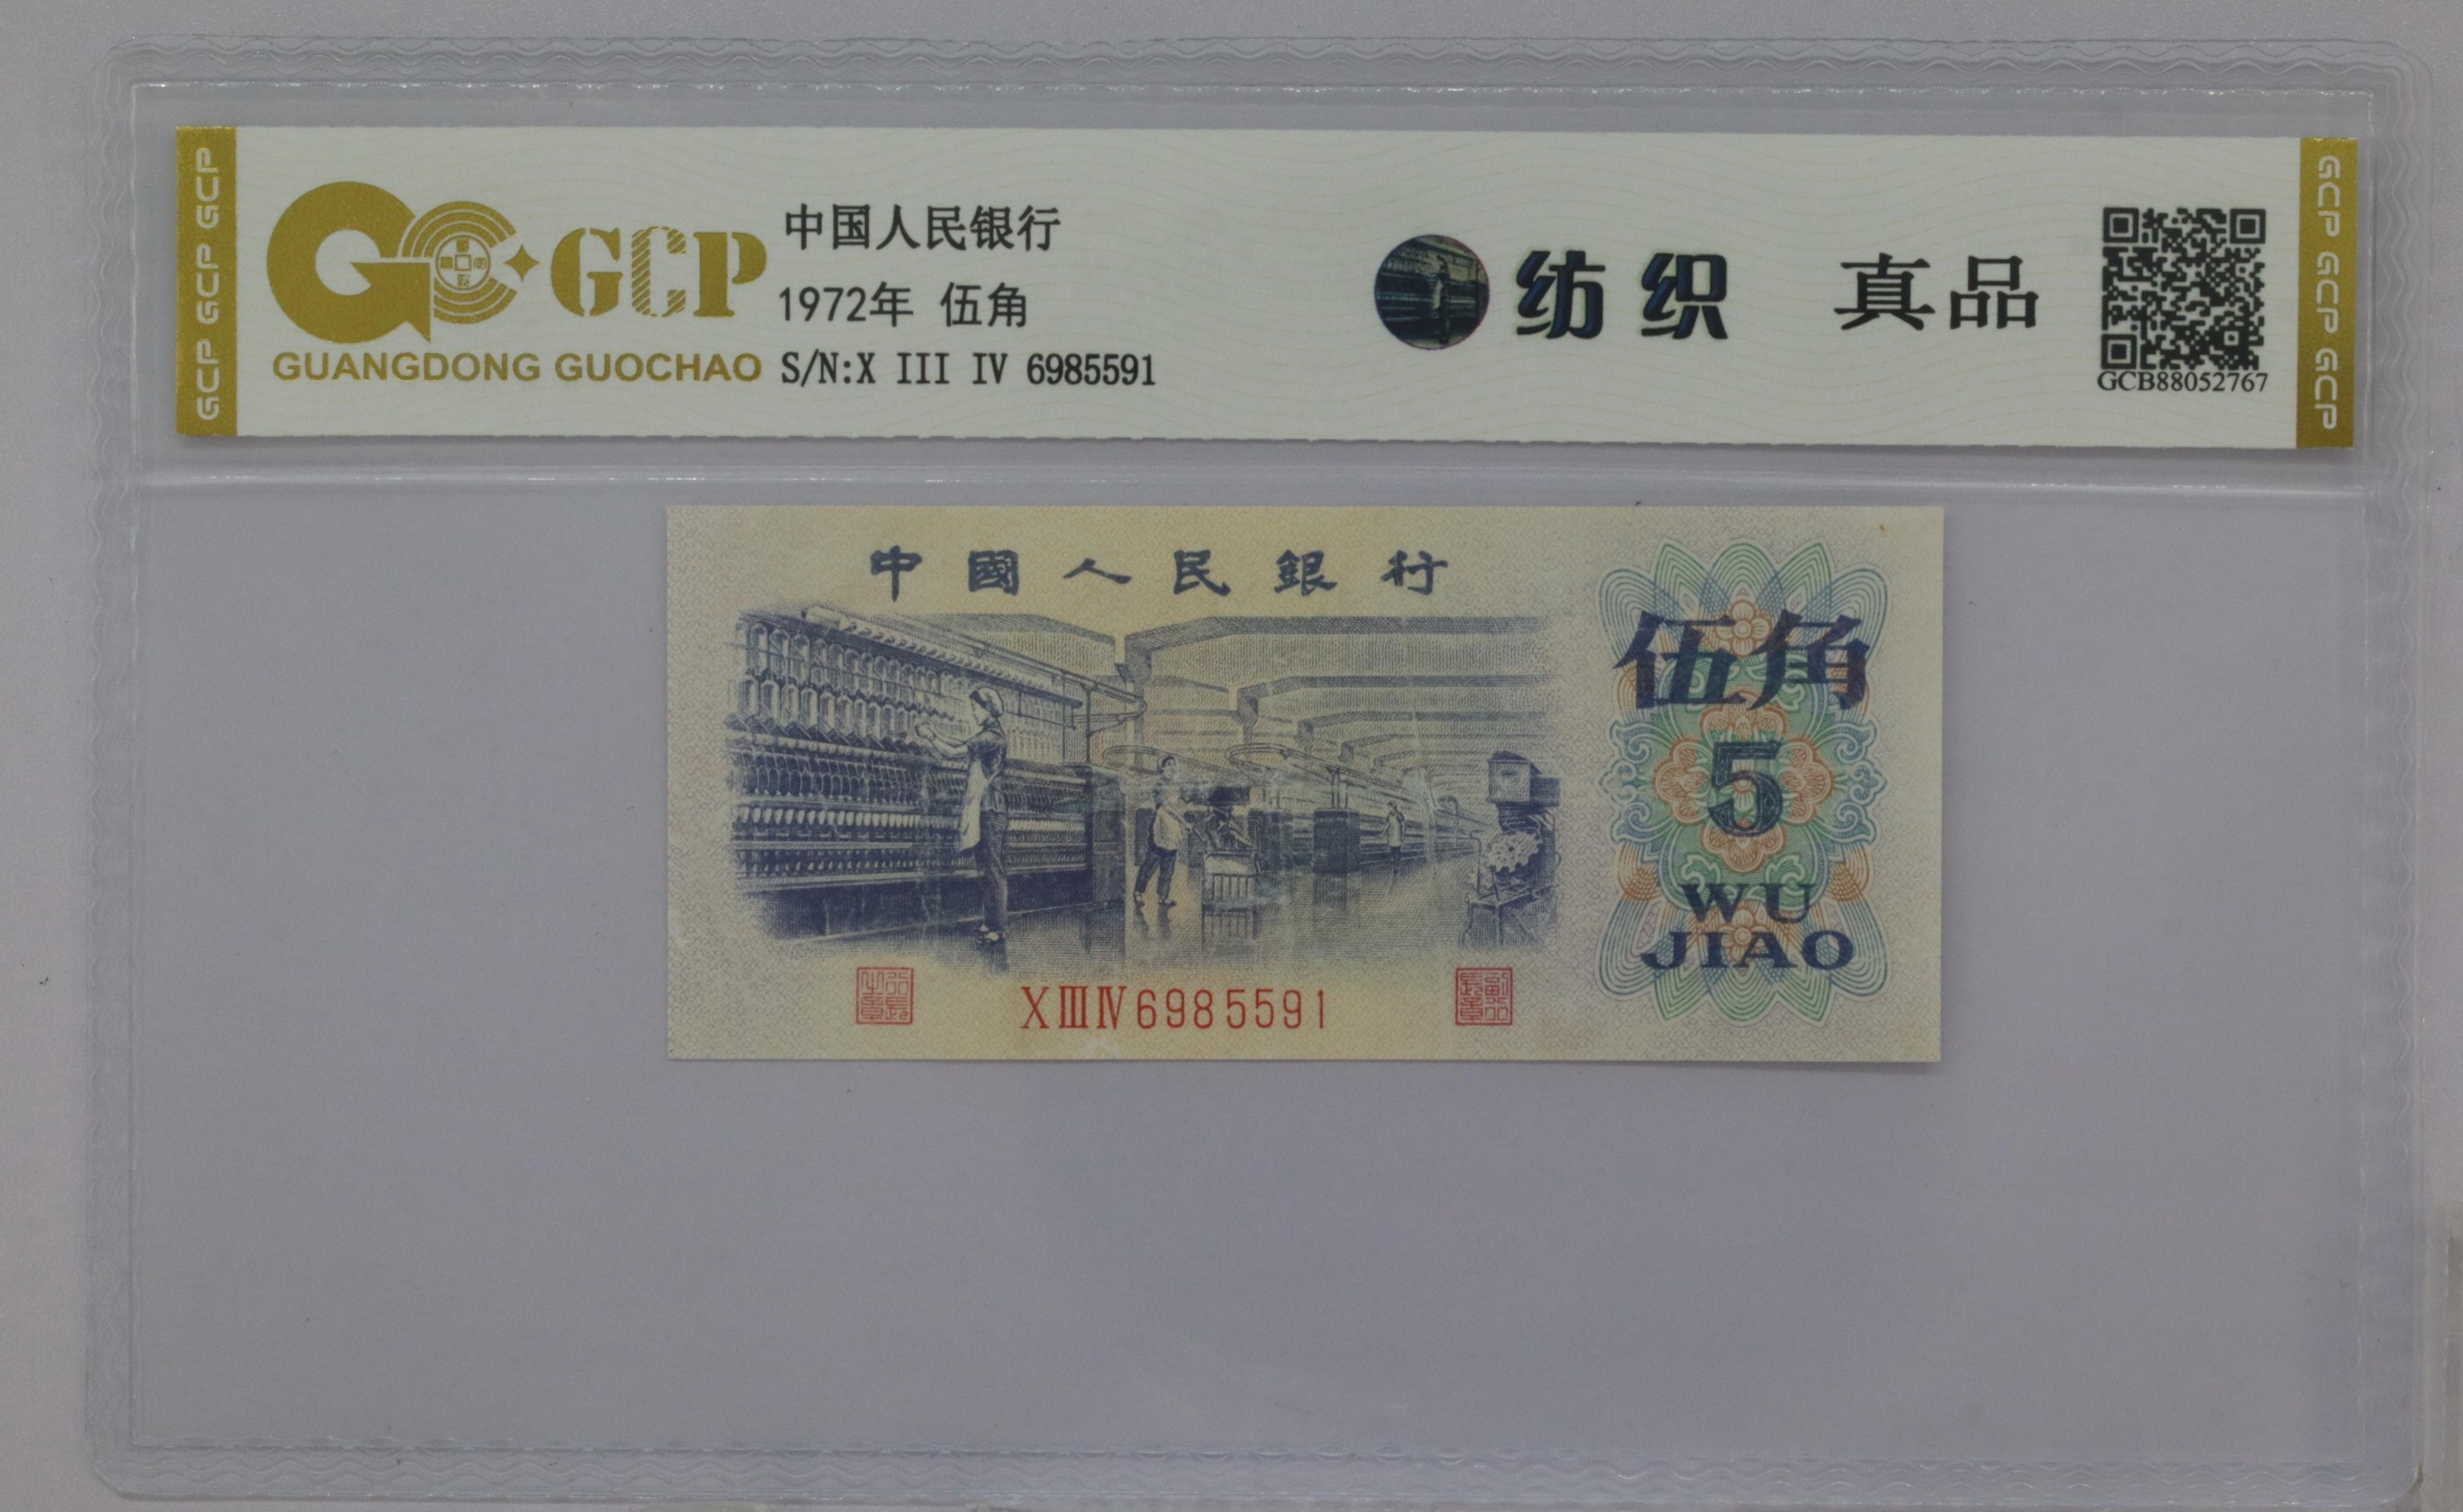 GCP GCP GCP
GCP
GUANGDONG GUOCHAO
中国人民银行
1972年 伍角
S/N:X III IV 6985591
纺织 真品
GCB88052767
GCP GCP GCP
中國人民銀行
伍角
5
WU
JIAO
XⅢⅣ6985591